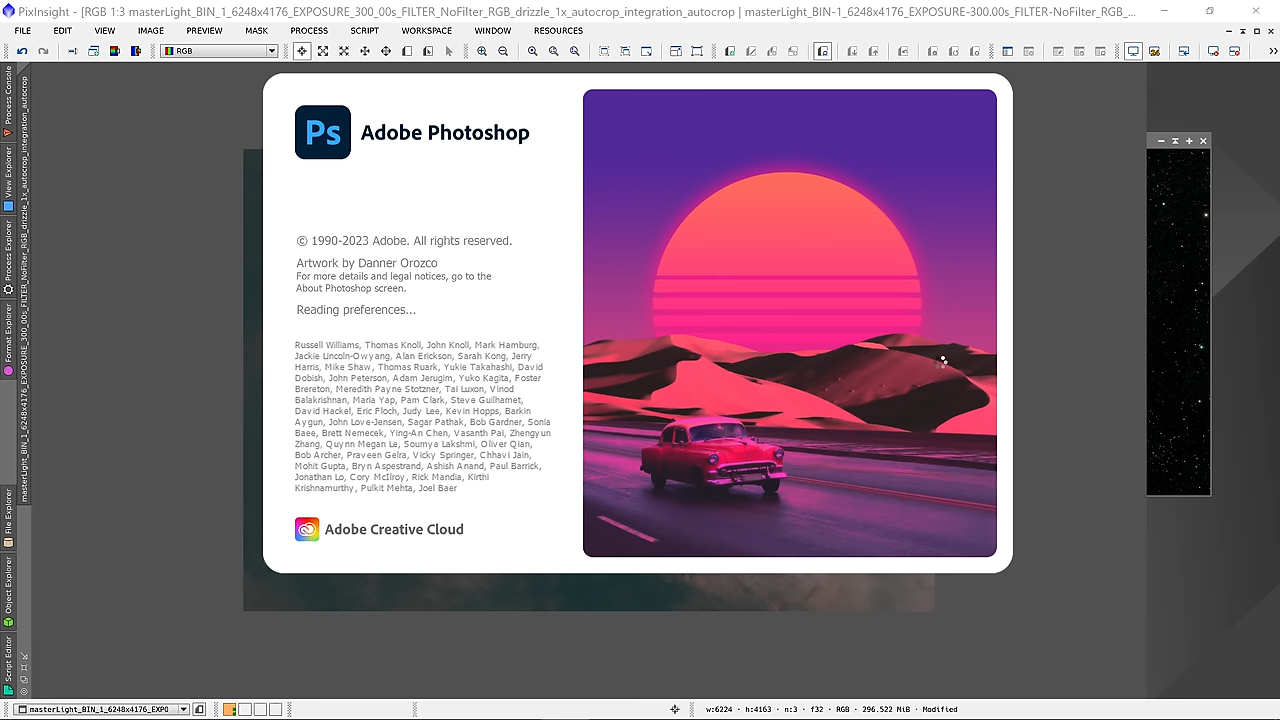 PixInsight - [RGB 1:3 masterLight_BIN_1_6248x4176_EXPOSURE_300_00s_FILTER_NoFilter_RGB_drizzle_1x_autocrop_integration_autocrop | masterLight_BIN-1_6248x4176_EXPOSURE-300.00s_FILTER-NoFilter_RGB_...
FILE EDIT VIEW IMAGE PREVIEW MASK PROCESS SCRIPT WORKSPACE WINDOW RESOURCES
RGB
Process Console
View Explorer
Process Explorer
Format Explorer
File Explorer
Object Explorer
Script Editor
masterLight_BIN_1_6248x4176_EXPOSURE_300_00s_FILTER_NoFilter_RGB_drizzle_1x_autocrop_integration_autocrop
Ps Adobe Photoshop
© 1990-2023 Adobe. All rights reserved.
Artwork by Danner Orozco
For more details and legal notices, go to the
About Photoshop screen.
Reading preferences...
Russell Williams, Thomas Knoll, John Knoll, Mark Hamburg,
Jackie Lincoln-Owyang, Alan Erickson, Sarah Kong, Jerry
Harris, Mike Shaw, Thomas Ruark, Yukie Takahashi, David
Dobish, John Peterson, Adam Jerugim, Yuko Kagita, Foster
Brereton, Meredith Payne Stotzner, Tai Luxon, Vinod
Balakrishnan, Maria Yap, Pam Clark, Steve Guilhamet,
David Hackel, Eric Floch, Judy Lee, Kevin Hopps, Barkin
Aygun, John Love-Jensen, Sagar Pathak, Bob Gardner, Sonia
Baee, Brett Nemecek, Ying-An Chen, Vasanth Pai, Zhengyun
Zhang, Quynn Megan Le, Soumya Lakshmi, Oliver Qian,
Bob Archer, Praveen Gelra, Vicky Springer, Chhavi Jain,
Mohit Gupta, Bryn Aspestrand, Ashish Anand, Paul Barrick,
Jonathan Lo, Cory McIlroy, Rick Mandia, Kirthi
Krishnamurthy, Pulkit Mehta, Joel Baer
Adobe Creative Cloud
masterLight_BIN_1_6248x4176_EXPO
w:6224 · h:4163 · n:3 · f32 · RGB · 296.522 MiB · Modified